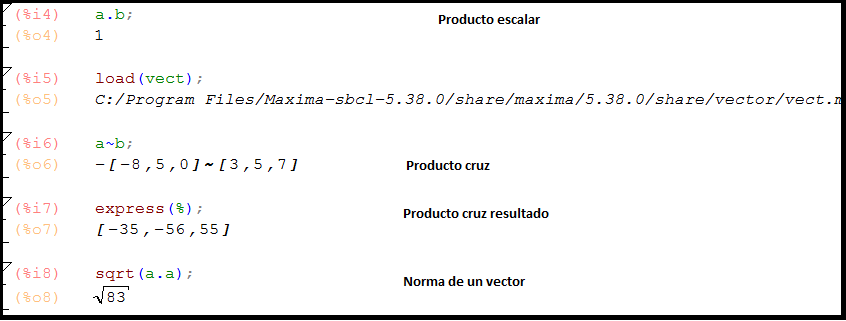 (%i4) a.b; Producto escalar
(%o4) 1
(%i5) load(vect);
(%o5) C:/Program Files/Maxima-sbcl-5.38.0/share/maxima/5.38.0/share/vector/vect.m
(%i6) a~b;
(%o6) -[-8,5,0]~[3,5,7] Producto cruz
(%i7) express(%); Producto cruz resultado
(%o7) [-35,-56,55]
(%i8) sqrt(a.a); Norma de un vector
(%o8) √83